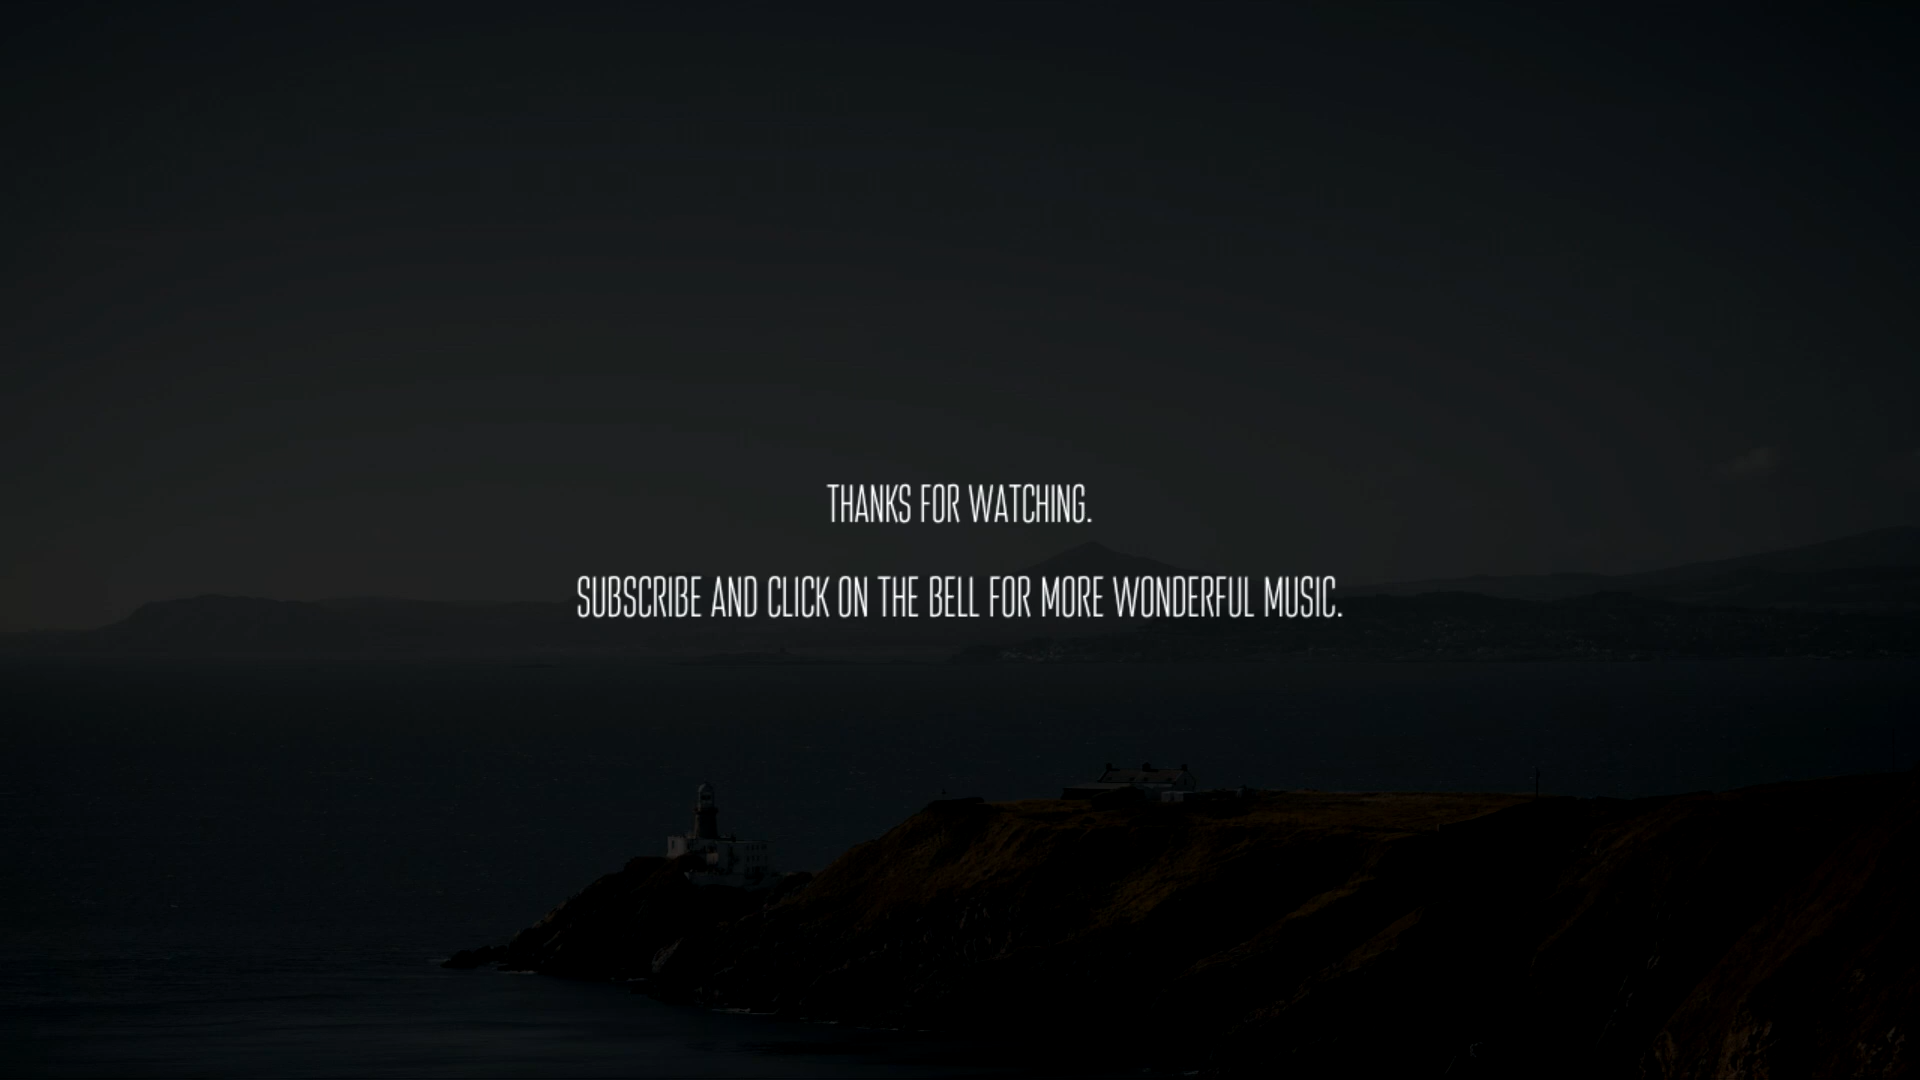 THANKS FOR WATCHING.
SUBSCRIBE AND CLICK ON THE BELL FOR MORE WONDERFUL MUSIC.